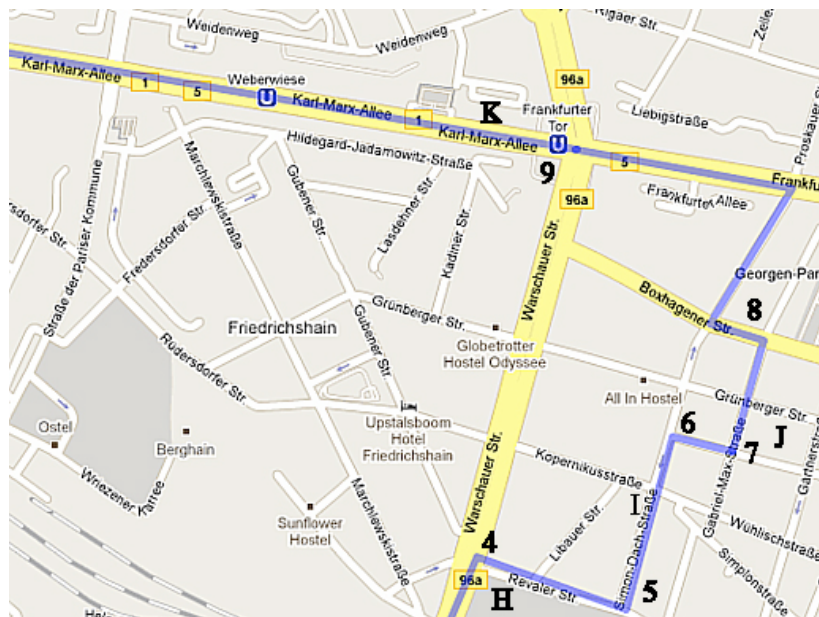 Weidenweg
Weidenweg
Rigaer Str.
Zelle
96a
Karl-Marx-Allee
1
5
Weberwiese
U
Karl-Marx-Allee
1
K
Karl-Marx-Allee
Frankfurter
Tor
U
9
5
Liebigstraße
Proskauer Str.
Frankfu
Frankfurter Allee
96a
Hildegard-Jadamowitz-Straße
Marchlewskistraße
Gubener Str.
Lasdehner Str.
Kadiner Str.
Warschauer Str.
Straße der Pariser Kommune
Fredersdorfer Str.
ersdorfer Str.
Rüdersdorfer Str.
Georgen-Par
Boxhagener Str.
8
Friedrichshain
Grünberger Str.
Gubener Str.
Globetrotter
Hostel Odyssee
All In Hostel
Grünberger Str.
Ostel
Berghain
Upstalsboom
Hotel
Friedrichshain
6
J
7
Gärtnerstraße
Gabriel-Max-Straße
Wriezener Karree
Kopernikusstraße
Warschauer Str.
Sunflower
Hostel
Marchlewskistraße
Libauer Str.
I
Simon-Dach-Straße
Wühlischstraße
Simplonstraße
4
96a
H
Revaler Str.
5